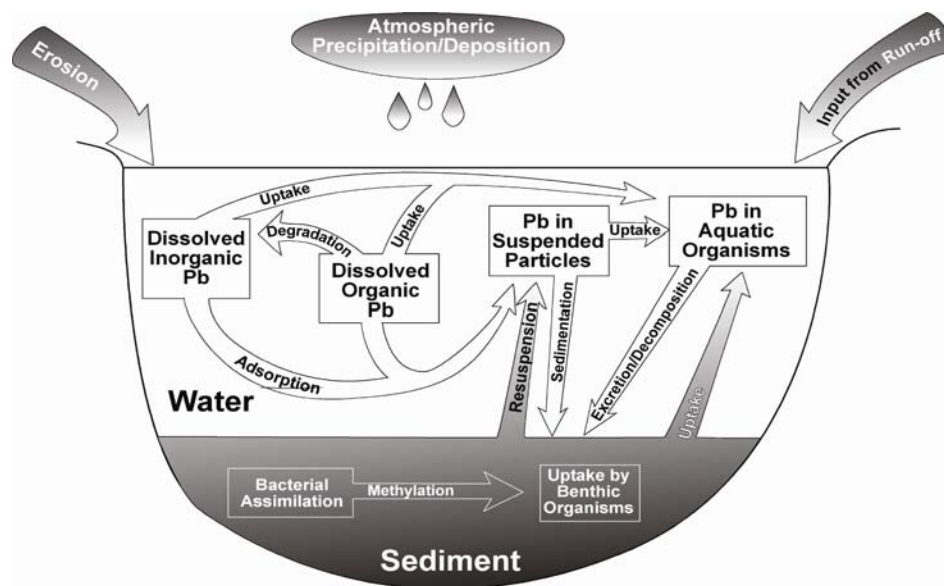 Atmospheric
Precipitation/Deposition
Erosion
Input from Run-off
Uptake
Dissolved
Inorganic
Pb
Degradation
Uptake
Dissolved
Organic
Pb
Pb in
Suspended
Particles
Uptake
Pb in
Aquatic
Organisms
Adsorption
Resuspension
Sedimentation
Excretion/Decomposition
Uptake
Water
Bacterial
Assimilation
Methylation
Uptake by
Benthic
Organisms
Sediment